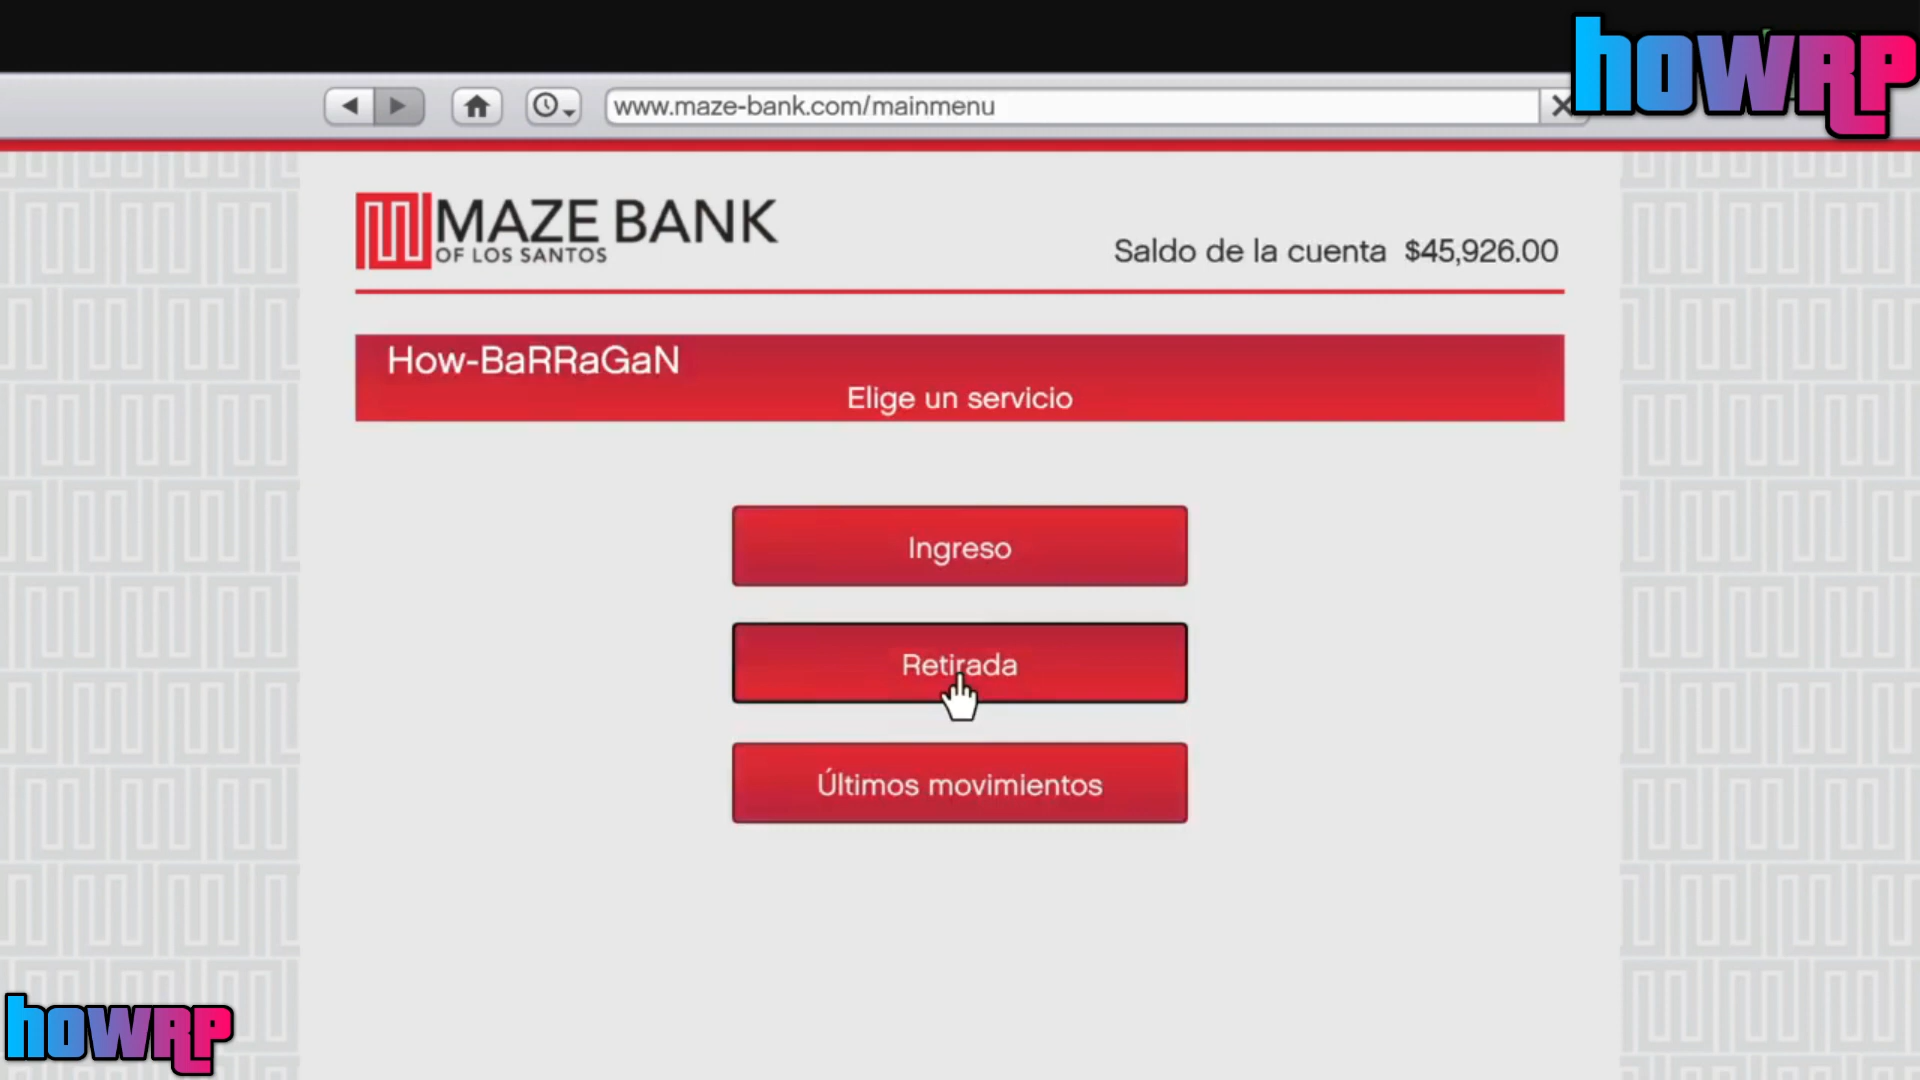 howRP
www.maze-bank.com/mainmenu
MAZE BANK
OF LOS SANTOS
Saldo de la cuenta $45,926.00
How-BaRRaGaN
Elige un servicio
Ingreso
Retirada
Últimos movimientos
howRP